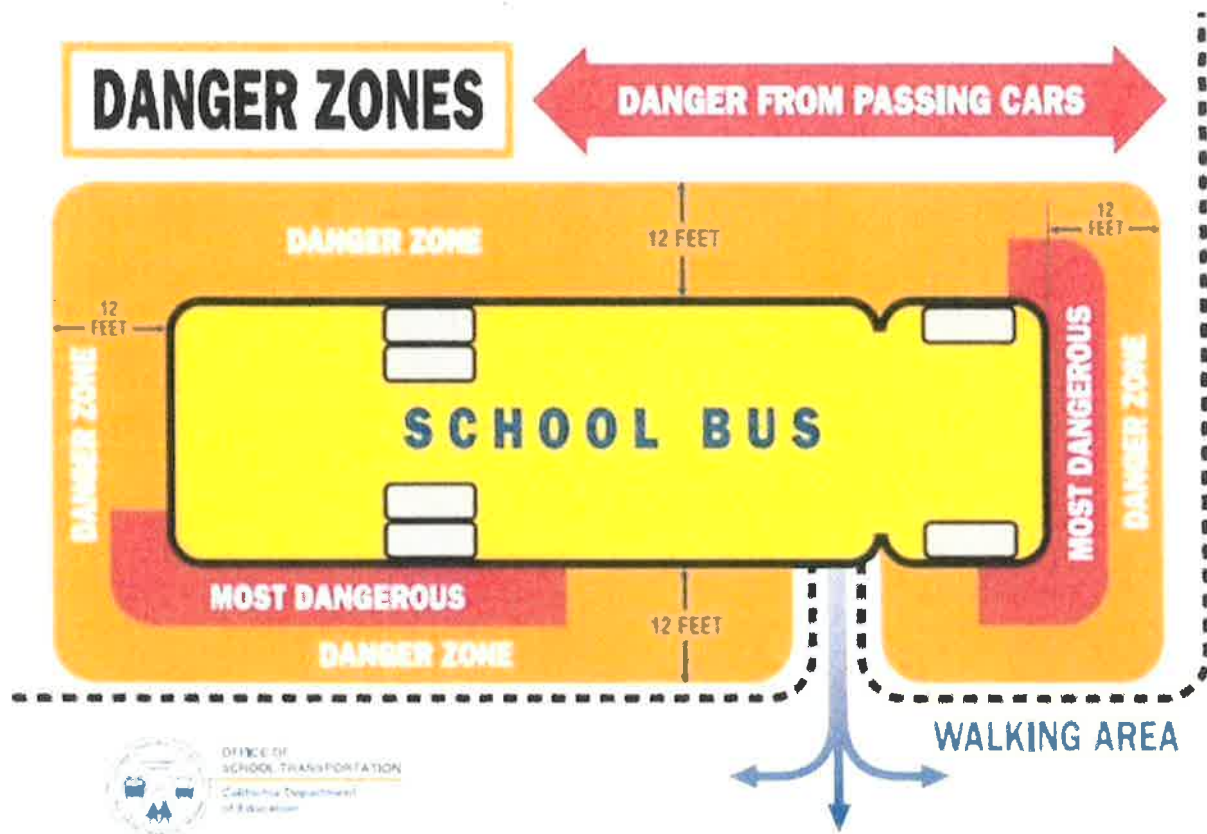 DANGER ZONES
DANGER FROM PASSING CARS
DANGER ZONE
12 FEET
12
FEET
12
FEET
DANGER ZONE
SCHOOL BUS
MOST DANGEROUS
DANGER ZONE
MOST DANGEROUS
12 FEET
DANGER ZONE
WALKING AREA
OFFICE OF
SCHOOL TRANSPORTATION
California Department
of Education